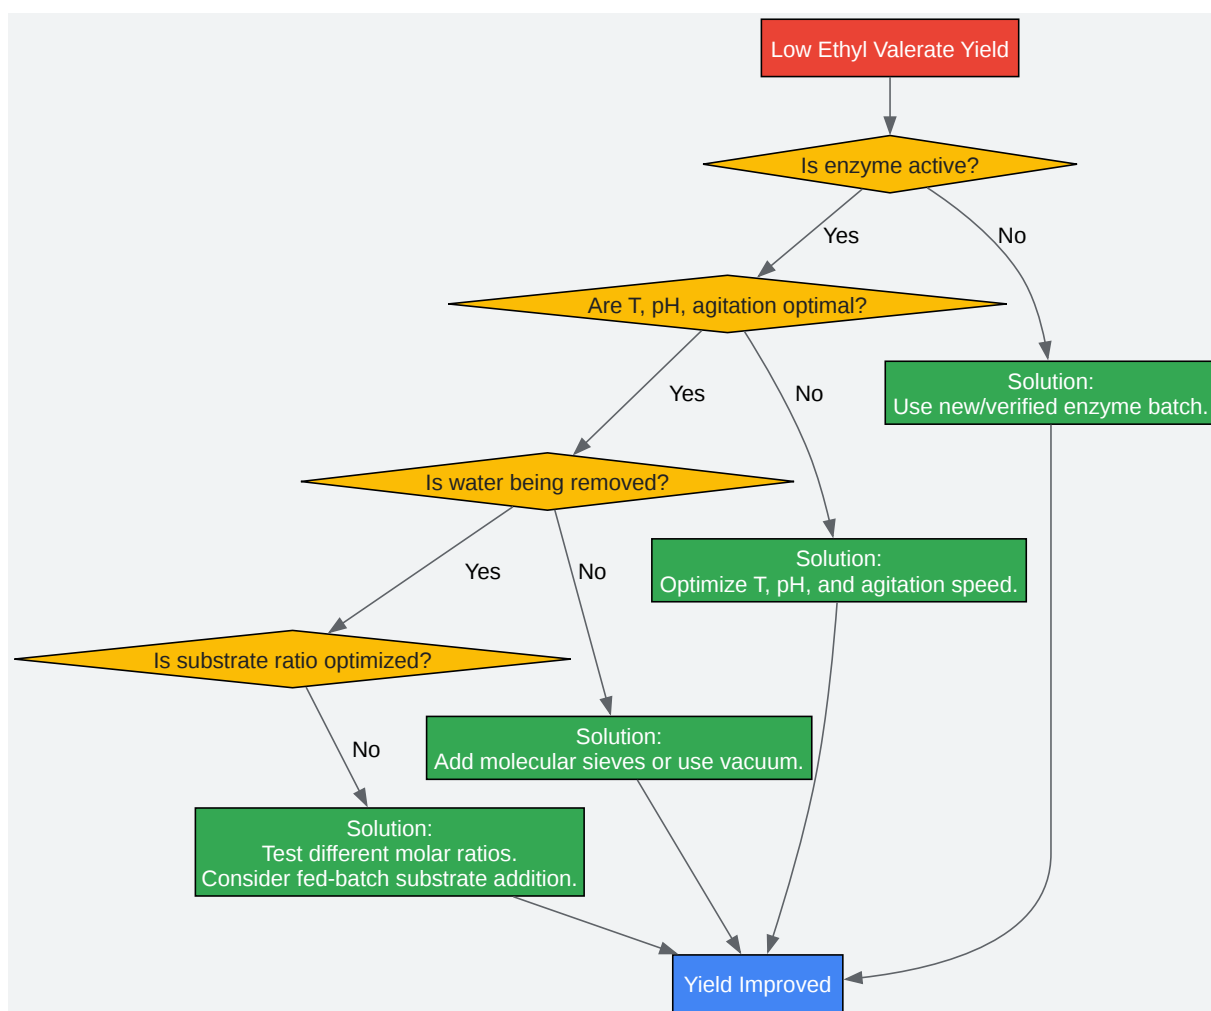 Low Ethyl Valerate Yield
Is enzyme active?
Yes
No
Are T, pH, agitation optimal?
Solution:
Use new/verified enzyme batch.
Yes
No
Is water being removed?
Solution:
Optimize T, pH, and agitation speed.
Yes
No
Is substrate ratio optimized?
Solution:
Add molecular sieves or use vacuum.
No
Solution:
Test different molar ratios.
Consider fed-batch substrate addition.
Yield Improved